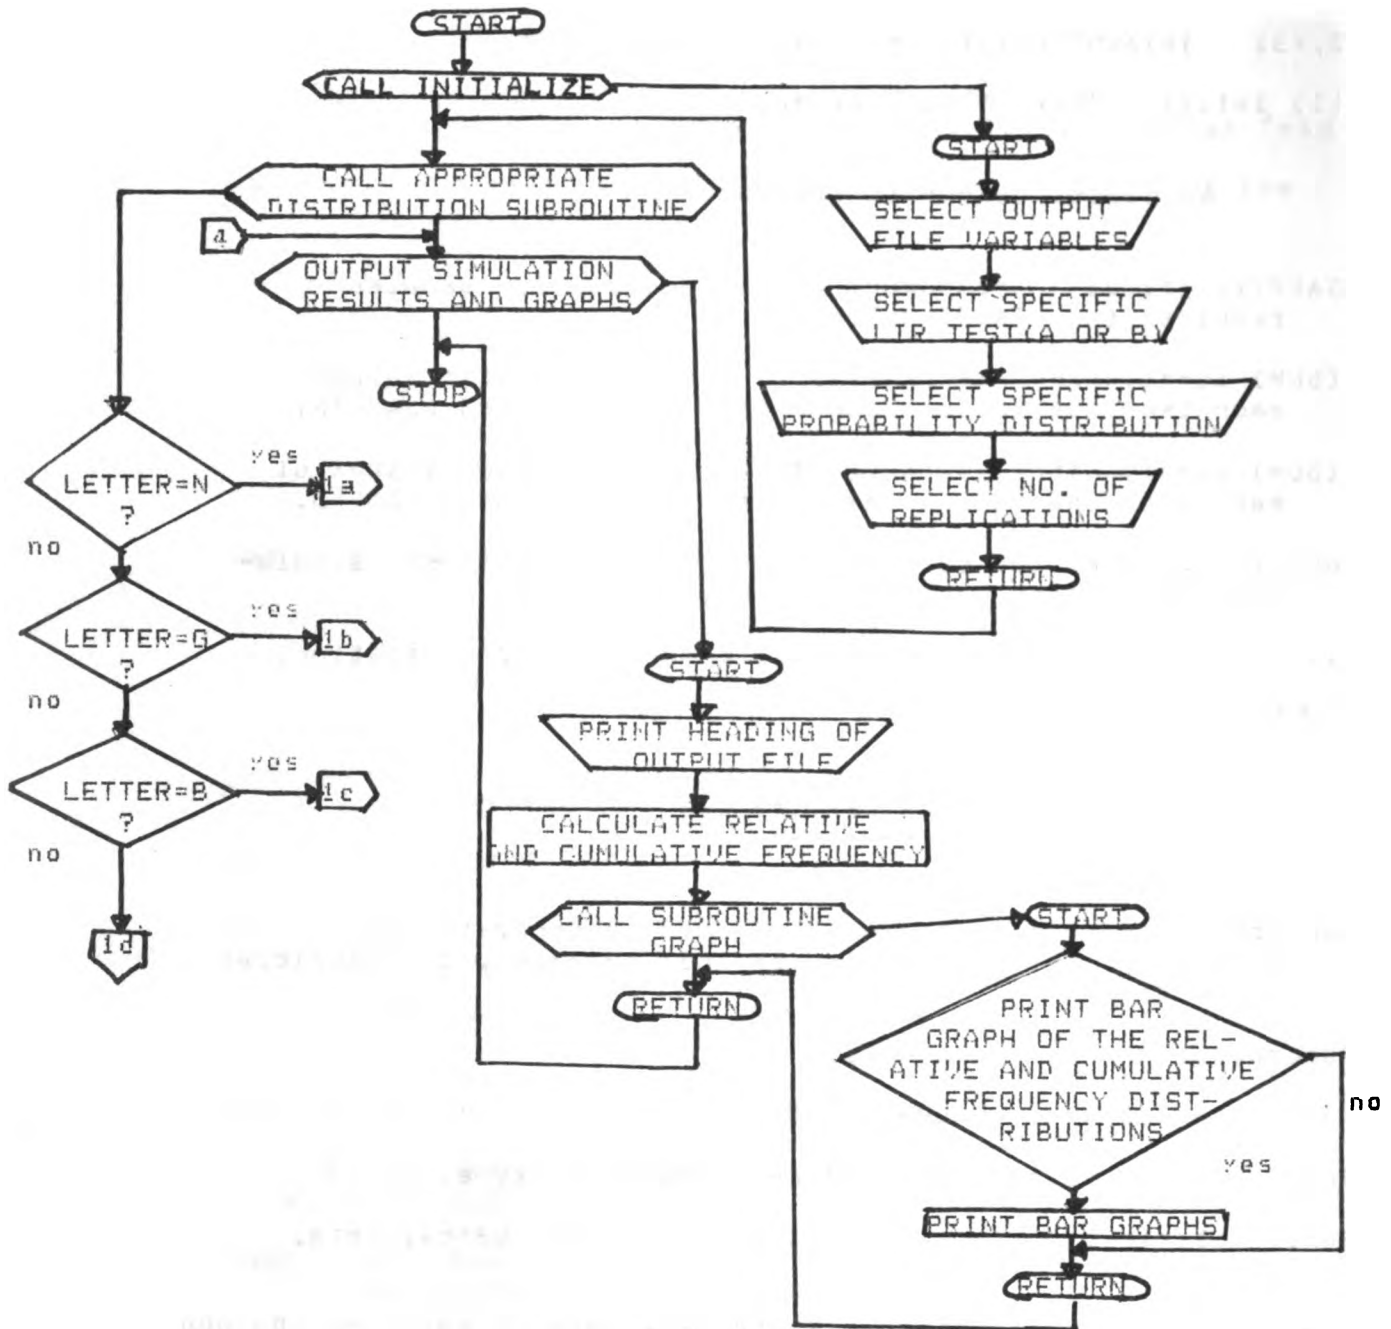 START
CALL INITIALIZE
CALL APPROPRIATE
DISTRIBUTION SUBROUTINE
a
OUTPUT SIMULATION
RESULTS AND GRAPHS
STOP
START
SELECT OUTPUT
FILE VARIABLES
SELECT SPECIFIC
LIR TEST(A OR B)
SELECT SPECIFIC
PROBABILITY DISTRIBUTION
SELECT NO. OF
REPLICATIONS
RETURN
LETTER=N
?
yes
1a
no
LETTER=G
?
yes
1b
no
LETTER=B
?
yes
1c
no
1d
START
PRINT HEADING OF
OUTPUT FILE
CALCULATE RELATIVE
AND CUMULATIVE FREQUENCY
CALL SUBROUTINE
GRAPH
RETURN
START
PRINT BAR
GRAPH OF THE REL-
ATIVE AND CUMULATIVE
FREQUENCY DIST-
RIBUTIONS
no
yes
PRINT BAR GRAPHS
RETURN